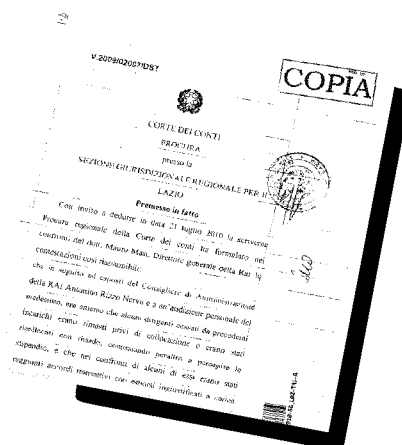 V.2009/02007/DST
COPIA
CORTE DEI CONTI
PROCURA
presso la
SEZIONE GIURISDIZIONALE REGIONALE PER IL
LAZIO
Premesso in fatto
Con invito a dedurre in data 21 luglio 2010 la scrivente
Procura regionale della Corte dei conti ha formulato nei
confronti del dott. Mauro Masi, Direttore generale della Rai le
contestazioni così riassumibili:
che in seguito ad esposti del Consigliere di Amministrazione
della RAI Antonino Rizzo Nervo e a un'audizione personale del
medesimo, era emerso che alcuni dirigenti cessati da precedenti
incarichi erano rimasti privi di collocazione o erano stati
ricollocati con ritardo, continuando peraltro a percepire lo
stipendio, e che nei confronti di alcuni di essi erano stati
raggiunti accordi transattivi con esborsi ingiustificati a carico